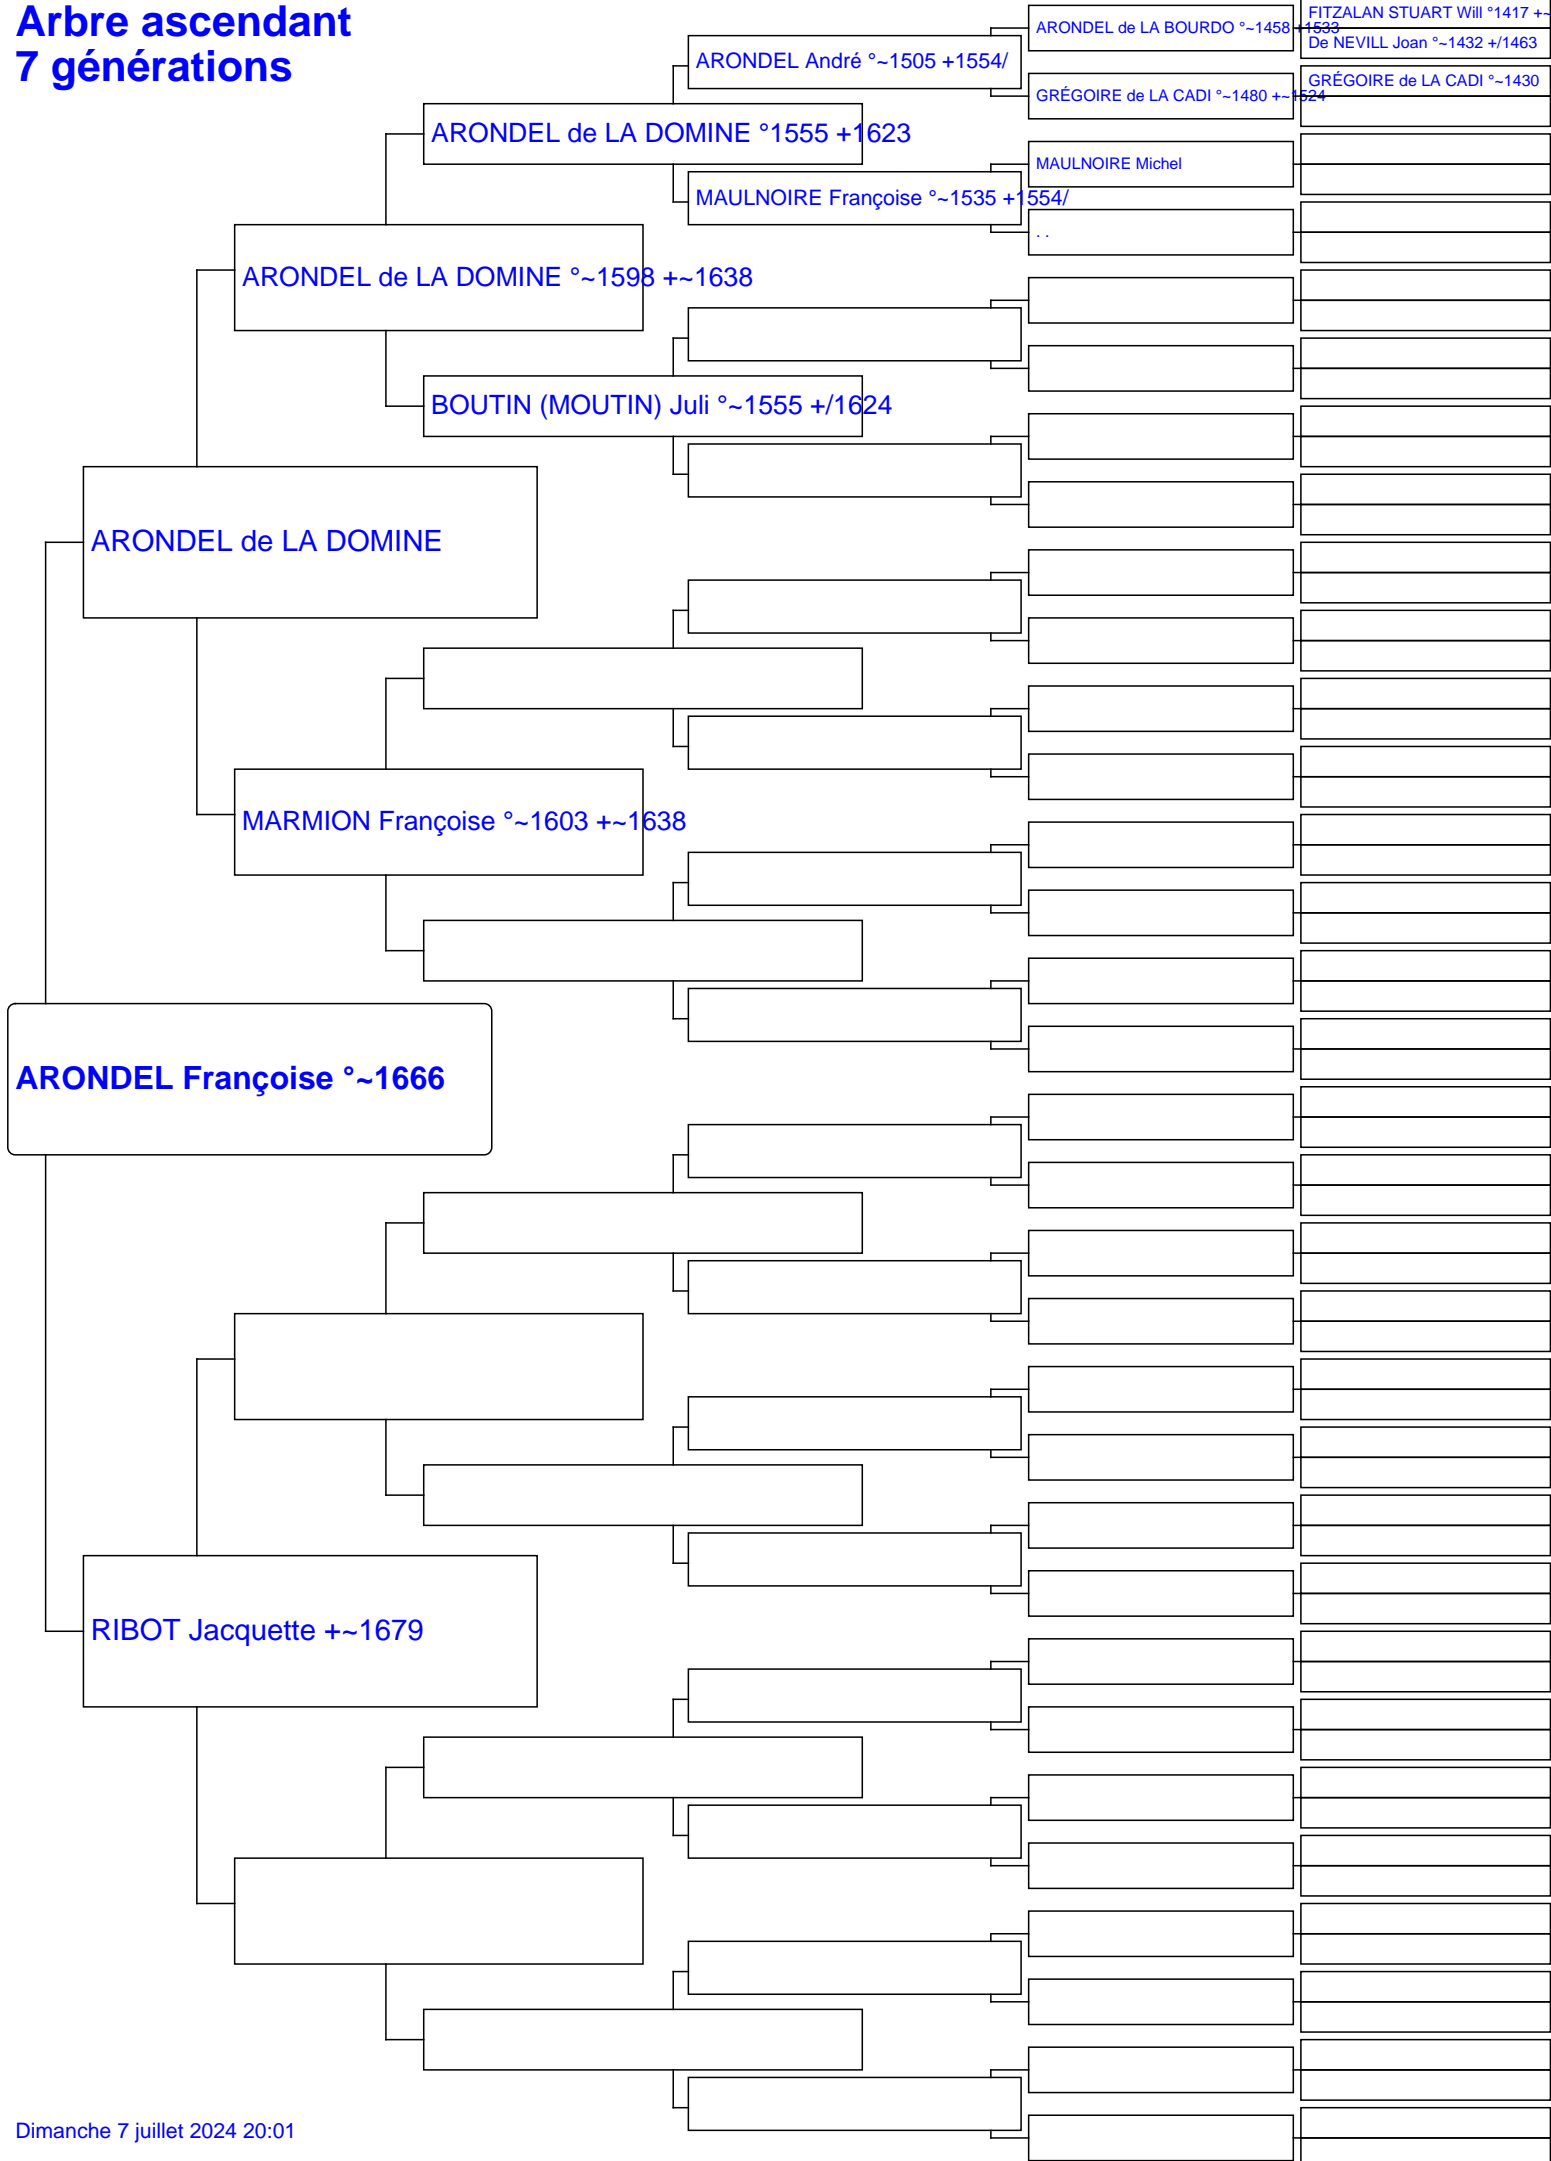 Arbre ascendant
7 générations
FITZALAN STUART Will °1417 +~
ARONDEL de LA BOURDO °~1458 +1533
De NEVILL Joan °~1432 +/1463
ARONDEL André °~1505 +1554/
GRÉGOIRE de LA CADI °~1430
GRÉGOIRE de LA CADI °~1480 +~1524
ARONDEL de LA DOMINE °1555 +1623
MAULNOIRE Michel
MAULNOIRE Françoise °~1535 +1554/
. .
ARONDEL de LA DOMINE °~1598 +~1638
BOUTIN (MOUTIN) Juli °~1555 +/1624
ARONDEL de LA DOMINE
MARMION Françoise °~1603 +~1638
ARONDEL Françoise °~1666
RIBOT Jacquette +~1679
Dimanche 7 juillet 2024 20:01